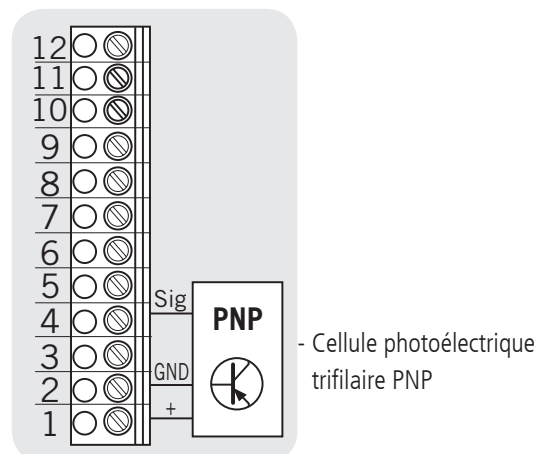 12
11
10
9
8
7
6
5
4
3
2
1
Sig
GND
+
PNP
- Cellule photoélectrique
trifilaire PNP